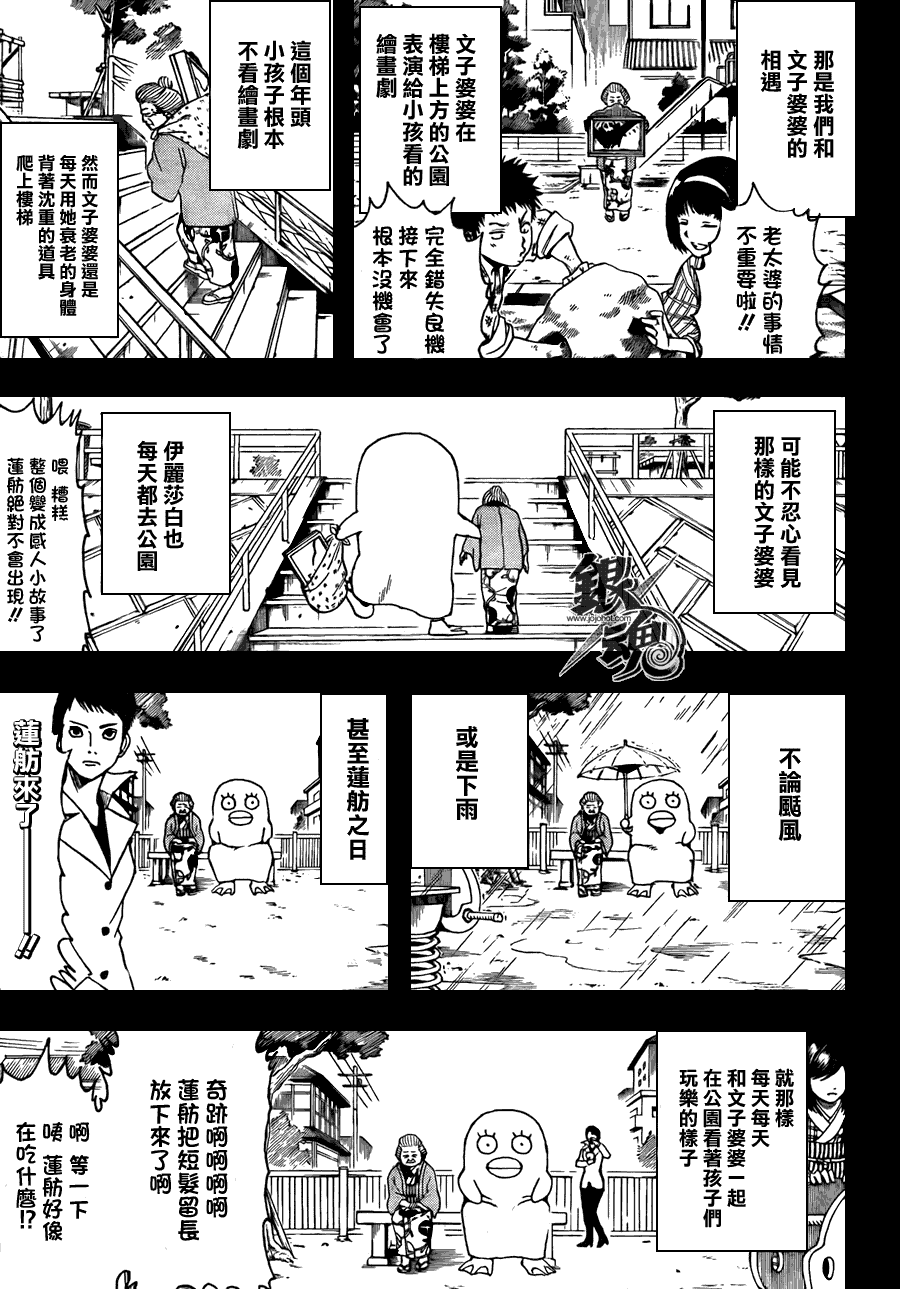 那是我們和
文子婆婆的
相遇
老太婆的事情
不重要啦!!
文子婆婆在
樓梯上方的公園
表演給小孩看的
繪畫劇
完全錯失良機
接下來
根本沒機會了
這個年頭
小孩子根本
不看繪畫劇
然而文子婆婆還是
每天用她衰老的身體
背著沈重的道具
爬上樓梯
可能不忍心看見
那樣的文子婆婆
伊麗莎白也
每天都去公園
喂 糟糕
整個變成感人小故事了
蓮舫絕對不會出現!!
銀魂
www.jojohot.com
不論颳風
或是下雨
甚至蓮舫之日
蓮舫來了——!!
就那樣
每天每天
和文子婆婆一起
在公園看著孩子們
玩樂的樣子
奇跡啊啊啊啊
蓮舫把短髮留長
放下來了啊
啊 等一下
咦 蓮舫好像
在吃什麼!?